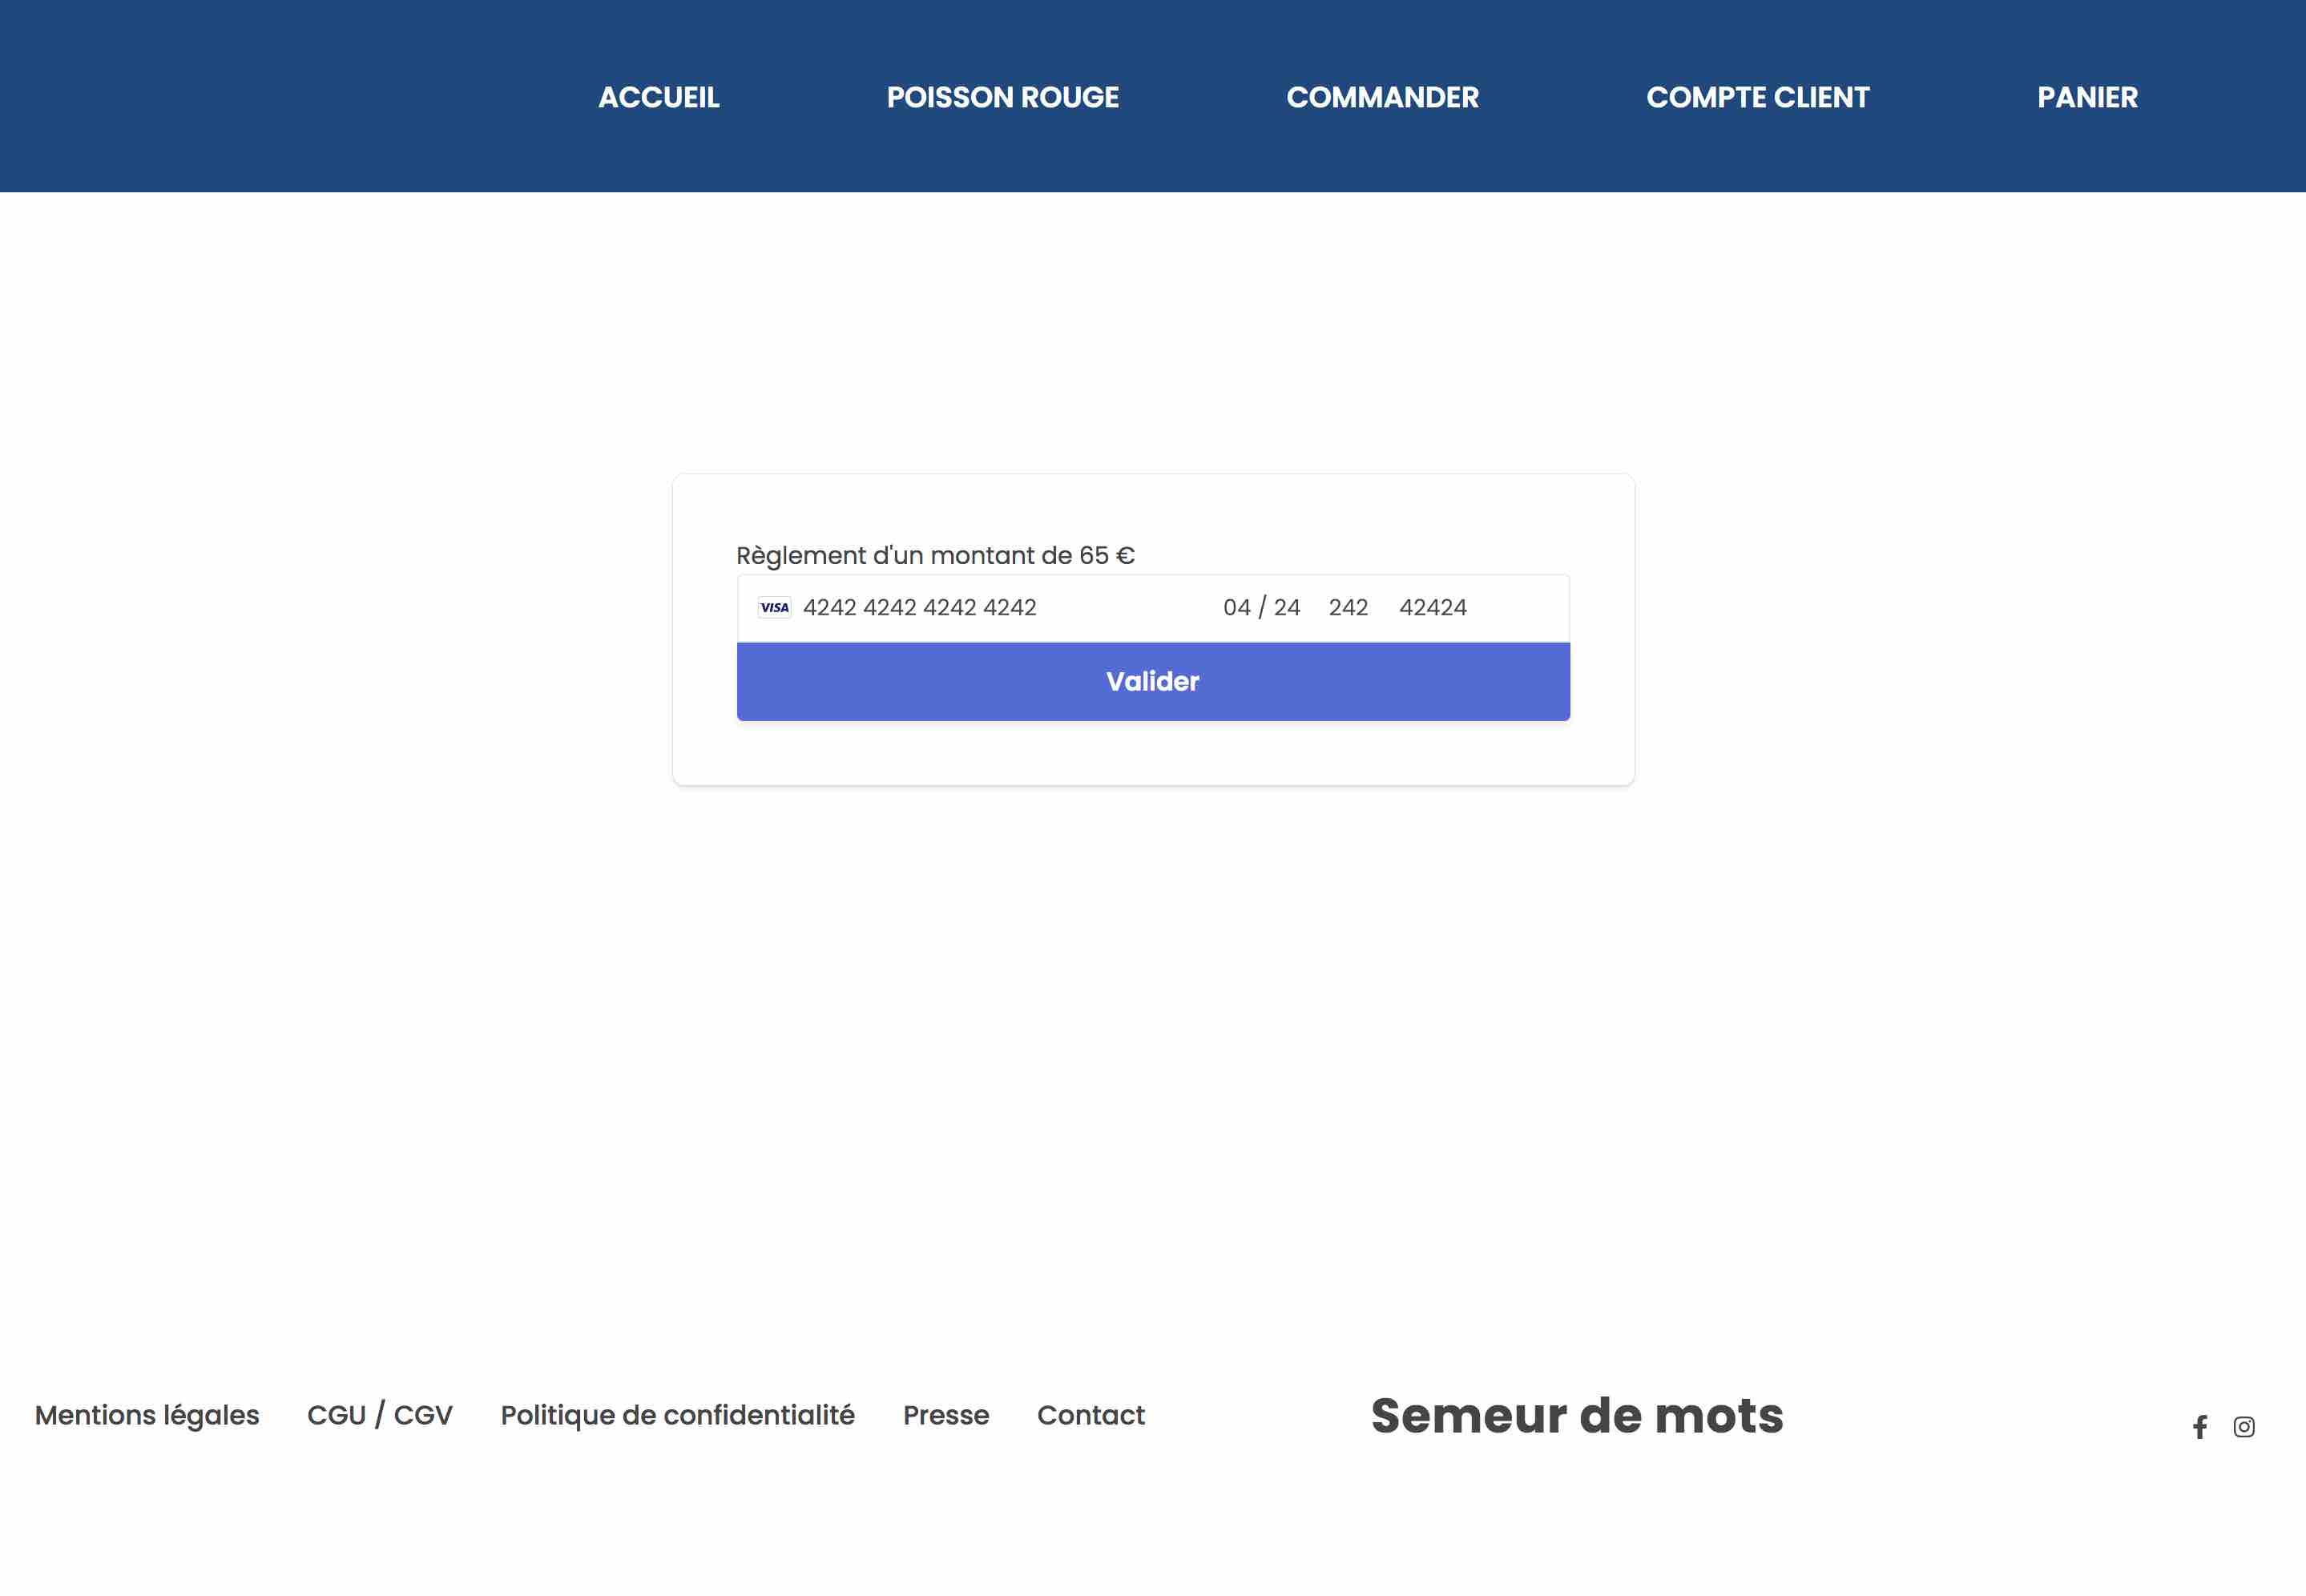 ACCUEIL POISSON ROUGE COMMANDER COMPTE CLIENT PANIER
Règlement d'un montant de 65 €
VISA 4242 4242 4242 4242 04 / 24 242 42424
Valider
Mentions légales CGU / CGV Politique de confidentialité Presse Contact Semeur de mots